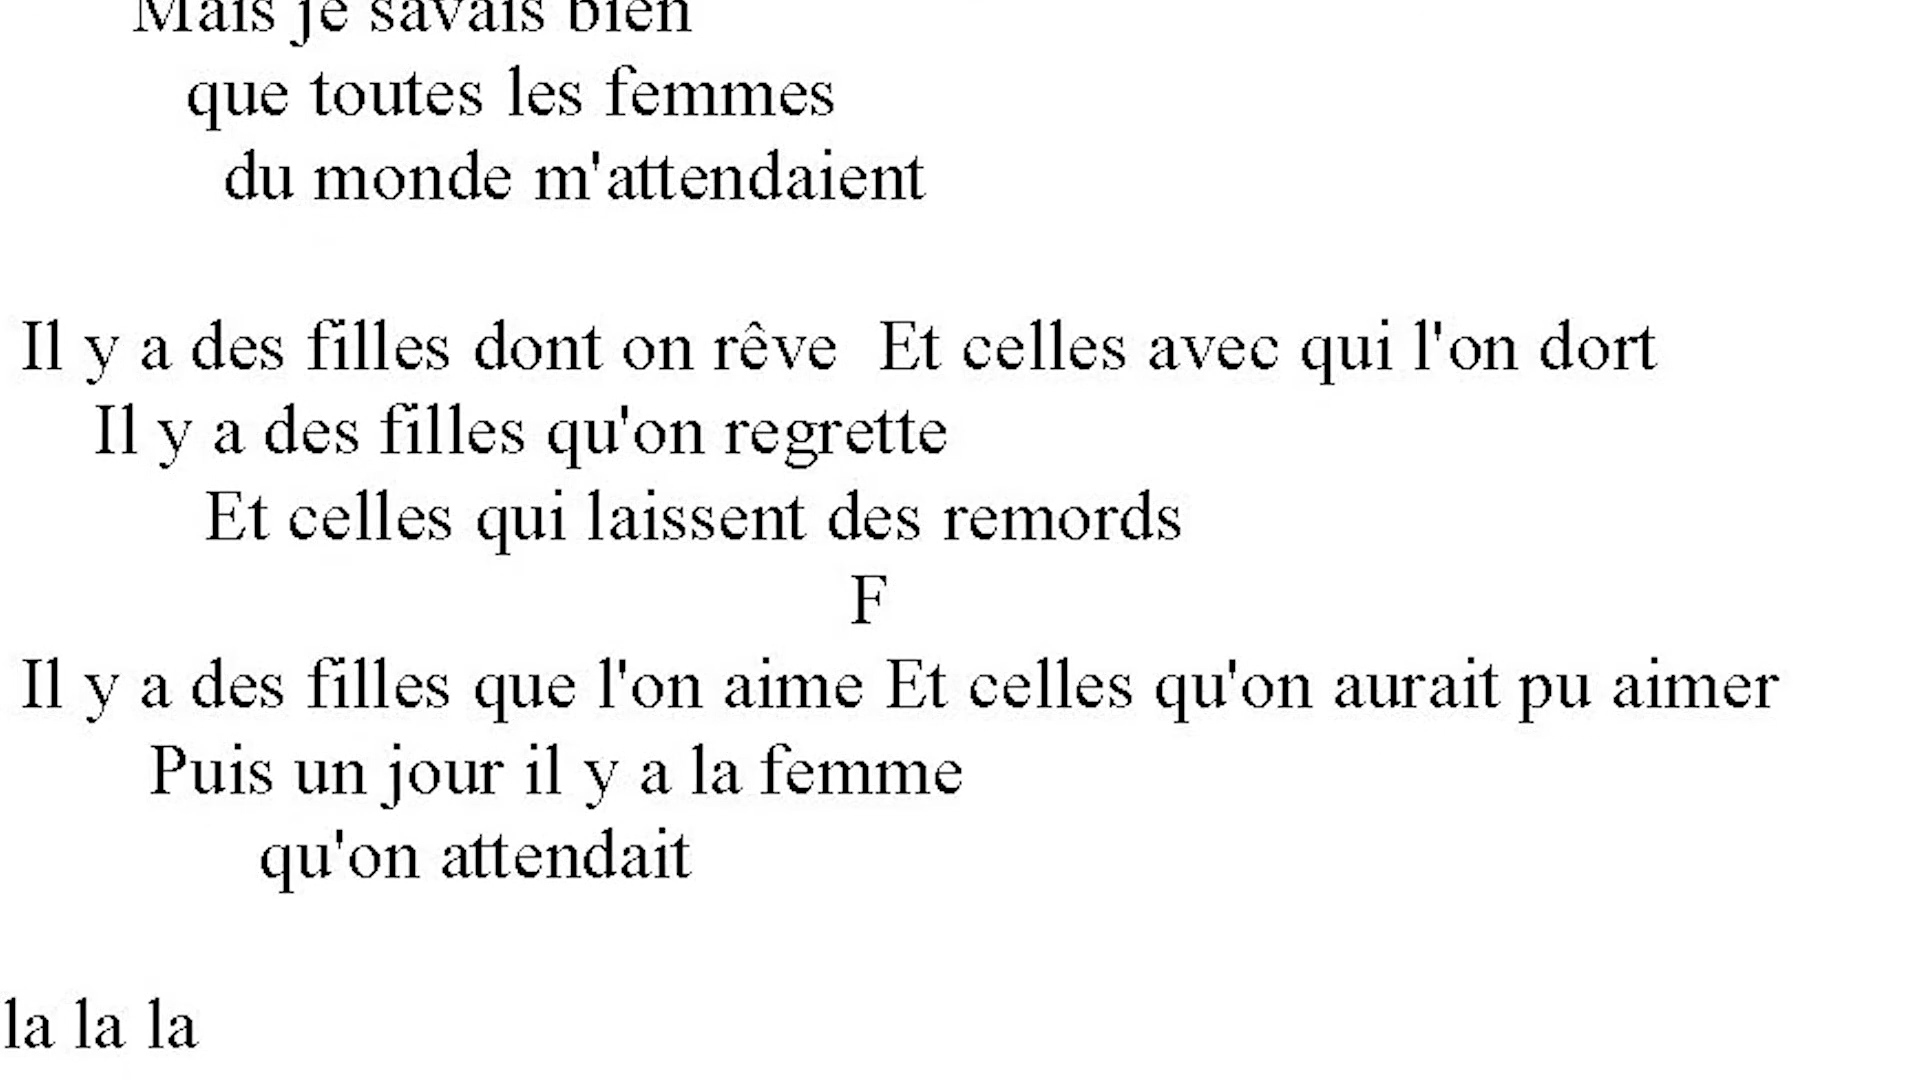 Mais je savais bien
que toutes les femmes
du monde m'attendaient
Il y a des filles dont on rêve  Et celles avec qui l'on dort
Il y a des filles qu'on regrette
Et celles qui laissent des remords
F
Il y a des filles que l'on aime Et celles qu'on aurait pu aimer
Puis un jour il y a la femme
qu'on attendait
la la la